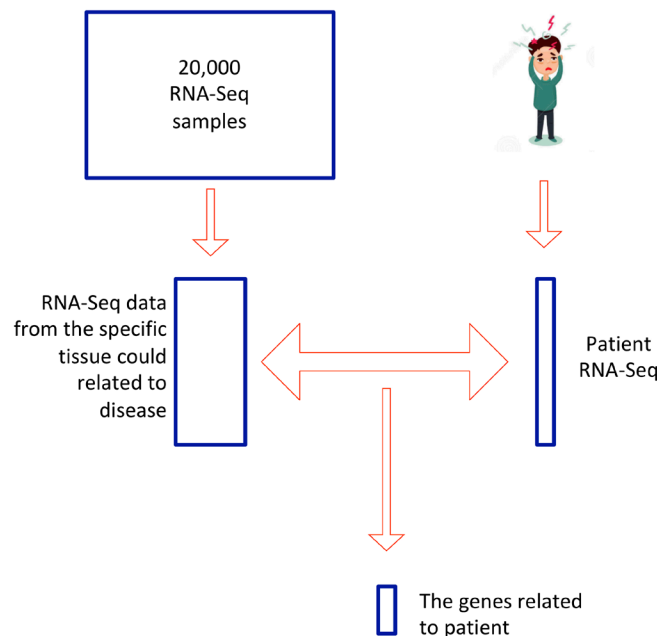 20,000
RNA-Seq
samples
RNA-Seq data
from the specific
tissue could
related to
disease
Patient
RNA-Seq
The genes related
to patient